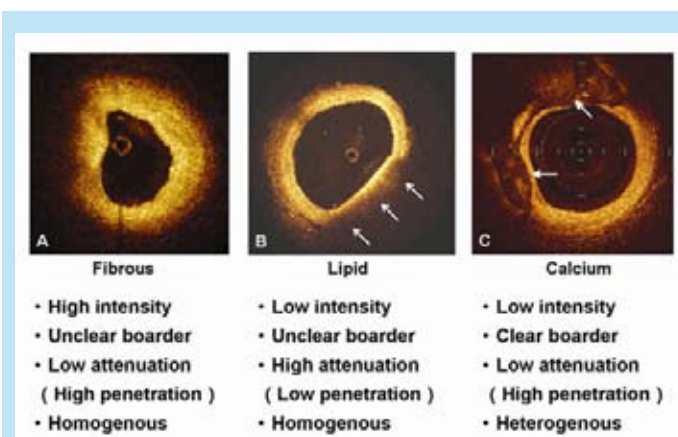 A
B
C
Fibrous
Lipid
Calcium
・High intensity
・Unclear boarder
・Low attenuation
( High penetration )
・Homogenous
・Low intensity
・Unclear boarder
・High attenuation
( Low penetration )
・Homogenous
・Low intensity
・Clear boarder
・Low attenuation
( High penetration )
・Heterogenous